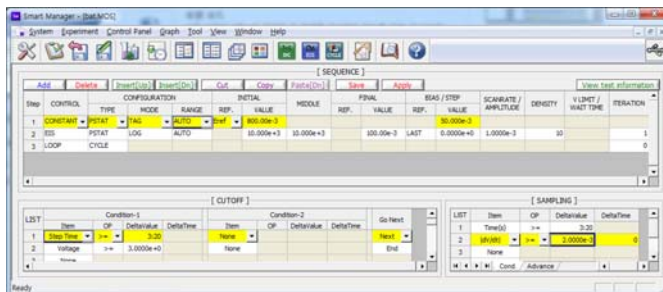 Smart Manager - [bat.MOS]
System Experiment Control Panel Graph Tool View Window Help
[ SEQUENCE ]
Add Delete Insert[Up] Insert[Dn] Cut Copy Paste[Dn] Save Apply View test information
CONFIGURATION INITIAL FINAL BIAS / STEP
Step CONTROL TYPE MODE RANGE REF. VALUE MIDDLE REF. VALUE REF. VALUE SCANRATE / AMPLITUDE DENSITY V LIMIT / WAIT TIME ITERATION
1 CONSTANT PSTAT TAG AUTO Eref 800.00e-3 50.000e-3
2 EIS PSTAT LOG AUTO 10.000e+3 10.000e+3 100.00e-3 LAST 0.0000e+0 1.0000e-3 10 1
3 LOOP CYCLE 0
[ CUTOFF ]
LIST Condition-1 Condition-2 Go Next
Item OP DeltaValue DeltaTime Item OP DeltaValue DeltaTime
1 Step Time >= 3:20 None Next
2 Voltage >= 3.0000e+0 None End
3 None
[ SAMPLING ]
LIST Item OP DeltaValue DeltaTime
1 Time(s) >= 3:20
2 |dI/dt| >= 2.0000e-3 0
3 None
Cond Advance
Ready